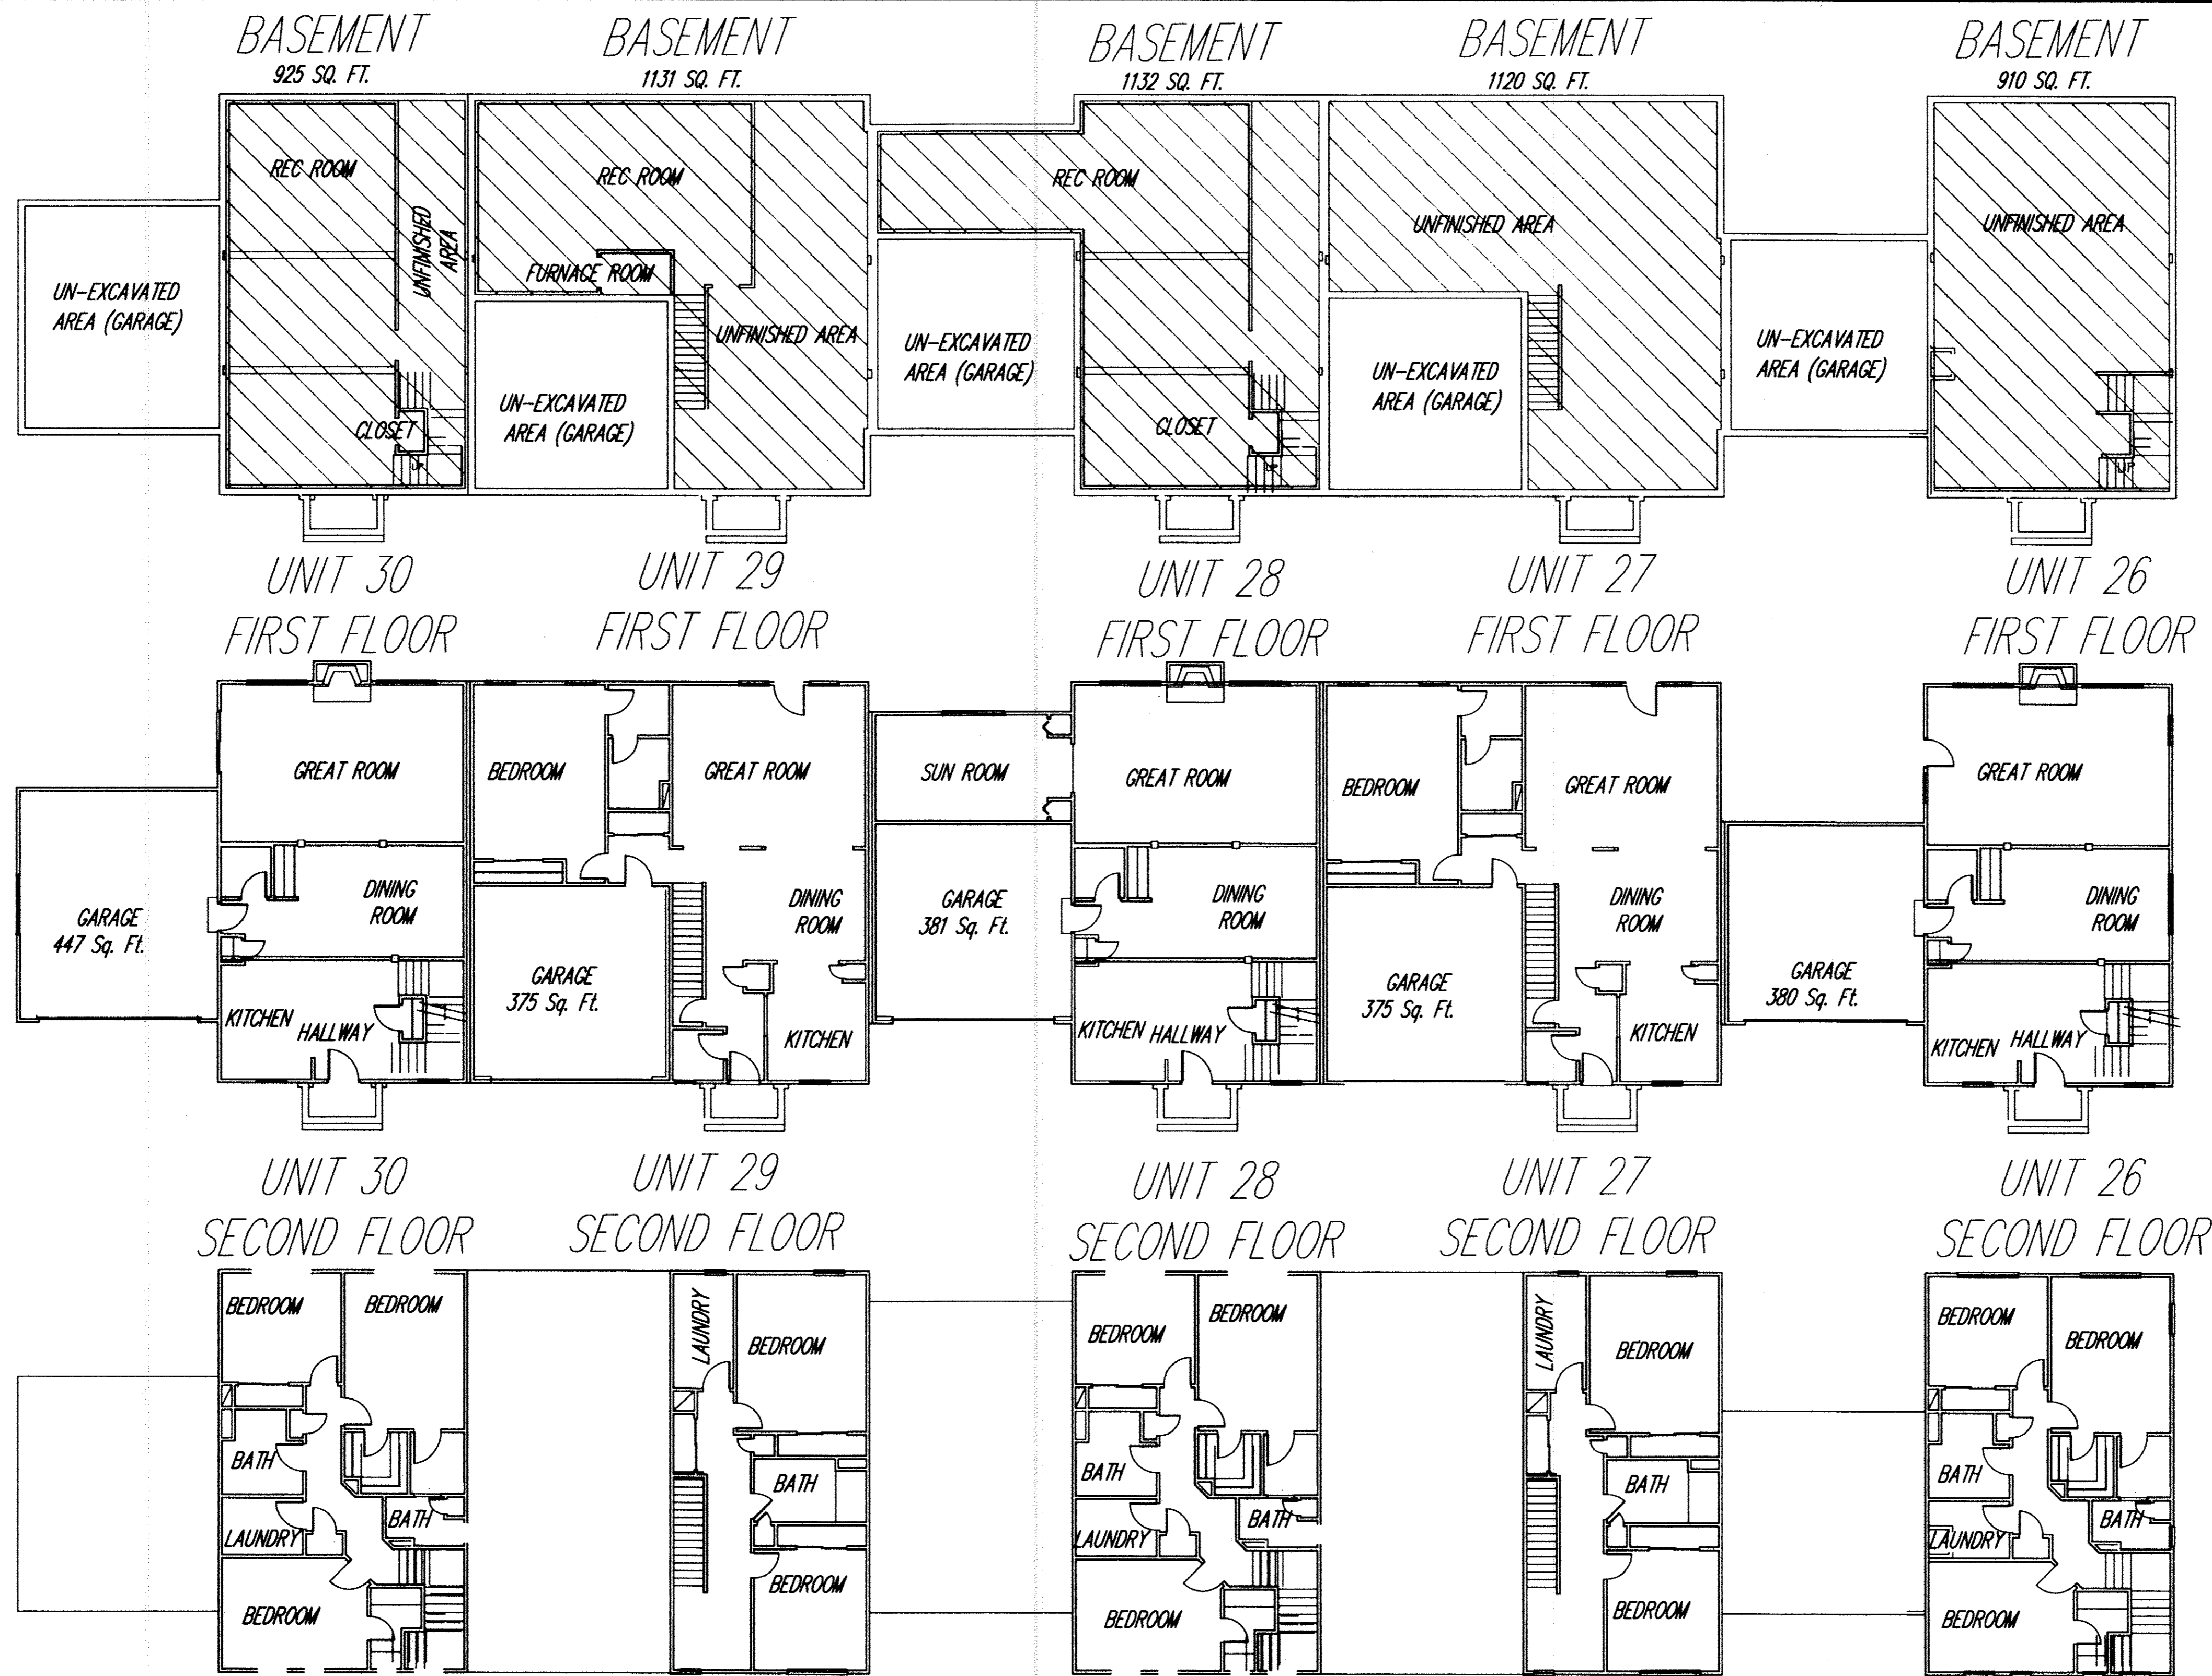 BASEMENT
925 SQ. FT.
BASEMENT
1131 SQ. FT.
BASEMENT
1132 SQ. FT.
BASEMENT
1120 SQ. FT.
BASEMENT
910 SQ. FT.
UN-EXCAVATED
AREA (GARAGE)
REC ROOM
UNFINISHED
AREA
CLOSET
UP
REC ROOM
FURNACE ROOM
UNFINISHED AREA
UN-EXCAVATED
AREA (GARAGE)
UN-EXCAVATED
AREA (GARAGE)
REC ROOM
CLOSET
UP
UNFINISHED AREA
UN-EXCAVATED
AREA (GARAGE)
UN-EXCAVATED
AREA (GARAGE)
UNFINISHED AREA
UP
UNIT 30
FIRST FLOOR
UNIT 29
FIRST FLOOR
UNIT 28
FIRST FLOOR
UNIT 27
FIRST FLOOR
UNIT 26
FIRST FLOOR
GARAGE
447 Sq. Ft.
GREAT ROOM
DINING
ROOM
KITCHEN
HALLWAY
BEDROOM
GREAT ROOM
DINING
ROOM
GARAGE
375 Sq. Ft.
KITCHEN
SUN ROOM
GARAGE
381 Sq. Ft.
GREAT ROOM
DINING
ROOM
KITCHEN
HALLWAY
BEDROOM
GREAT ROOM
DINING
ROOM
GARAGE
375 Sq. Ft.
KITCHEN
GARAGE
380 Sq. Ft.
GREAT ROOM
DINING
ROOM
KITCHEN
HALLWAY
UNIT 30
SECOND FLOOR
UNIT 29
SECOND FLOOR
UNIT 28
SECOND FLOOR
UNIT 27
SECOND FLOOR
UNIT 26
SECOND FLOOR
BEDROOM
BEDROOM
BATH
BATH
LAUNDRY
BEDROOM
LAUNDRY
BEDROOM
BATH
BEDROOM
BEDROOM
BEDROOM
BATH
BATH
LAUNDRY
BEDROOM
LAUNDRY
BEDROOM
BATH
BEDROOM
BEDROOM
BEDROOM
BATH
BATH
LAUNDRY
BEDROOM